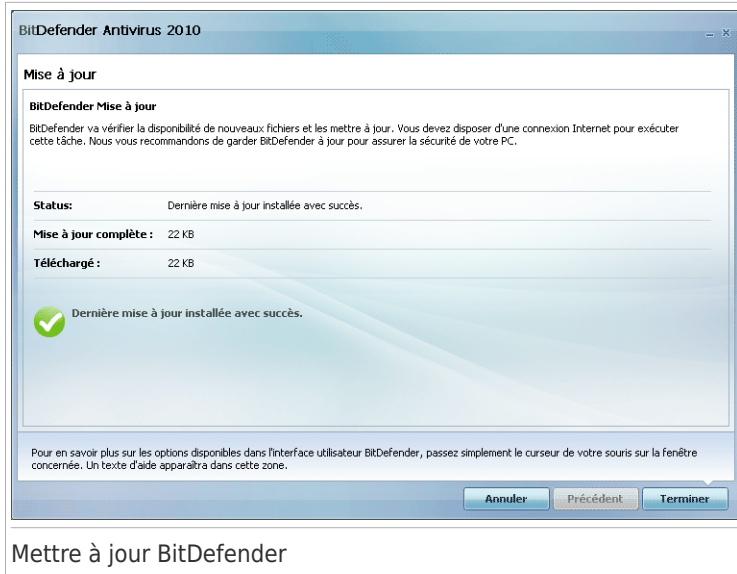 BitDefender Antivirus 2010
Mise à jour
BitDefender Mise à jour
BitDefender va vérifier la disponibilité de nouveaux fichiers et les mettre à jour. Vous devez disposer d'une connexion Internet pour exécuter
cette tâche. Nous vous recommandons de garder BitDefender à jour pour assurer la sécurité de votre PC.
Status: Dernière mise à jour installée avec succès.
Mise à jour complète : 22 KB
Téléchargé : 22 KB
Dernière mise à jour installée avec succès.
Pour en savoir plus sur les options disponibles dans l'interface utilisateur BitDefender, passez simplement le curseur de votre souris sur la fenêtre
concernée. Un texte d'aide apparaîtra dans cette zone.
Annuler Précédent Terminer
Mettre à jour BitDefender